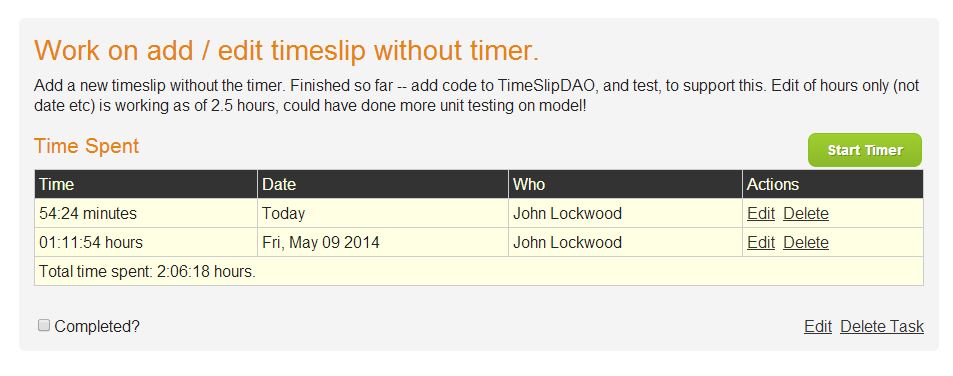 Work on add / edit timeslip without timer.
Add a new timeslip without the timer. Finished so far -- add code to TimeSlipDAO, and test, to support this. Edit of hours only (not
date etc) is working as of 2.5 hours, could have done more unit testing on model!
Time Spent
Start Timer
Time Date Who Actions
54:24 minutes Today John Lockwood Edit Delete
01:11:54 hours Fri, May 09 2014 John Lockwood Edit Delete
Total time spent: 2:06:18 hours.
Completed? Edit Delete Task